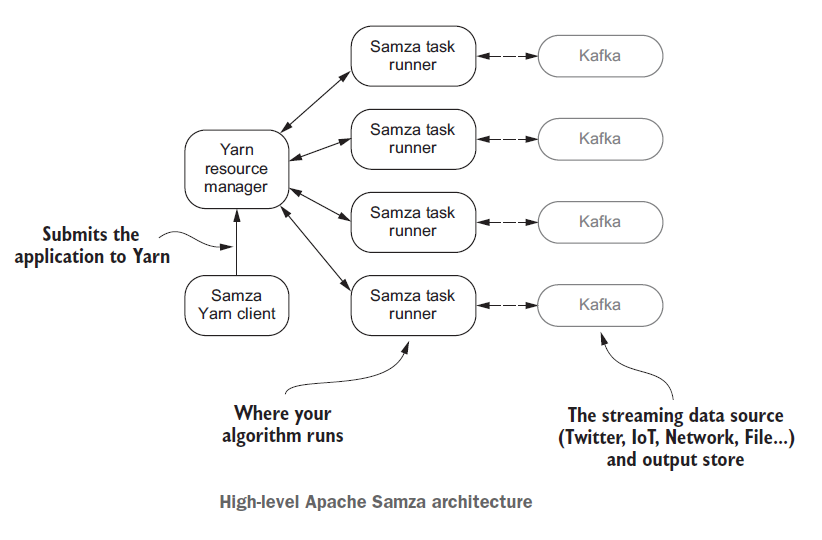 Samza task
runner
Kafka
Samza task
runner
Kafka
Yarn
resource
manager
Samza task
runner
Kafka
Submits the
application to Yarn
Samza
Yarn client
Samza task
runner
Kafka
Where your
algorithm runs
The streaming data source
(Twitter, IoT, Network, File...)
and output store
High-level Apache Samza architecture